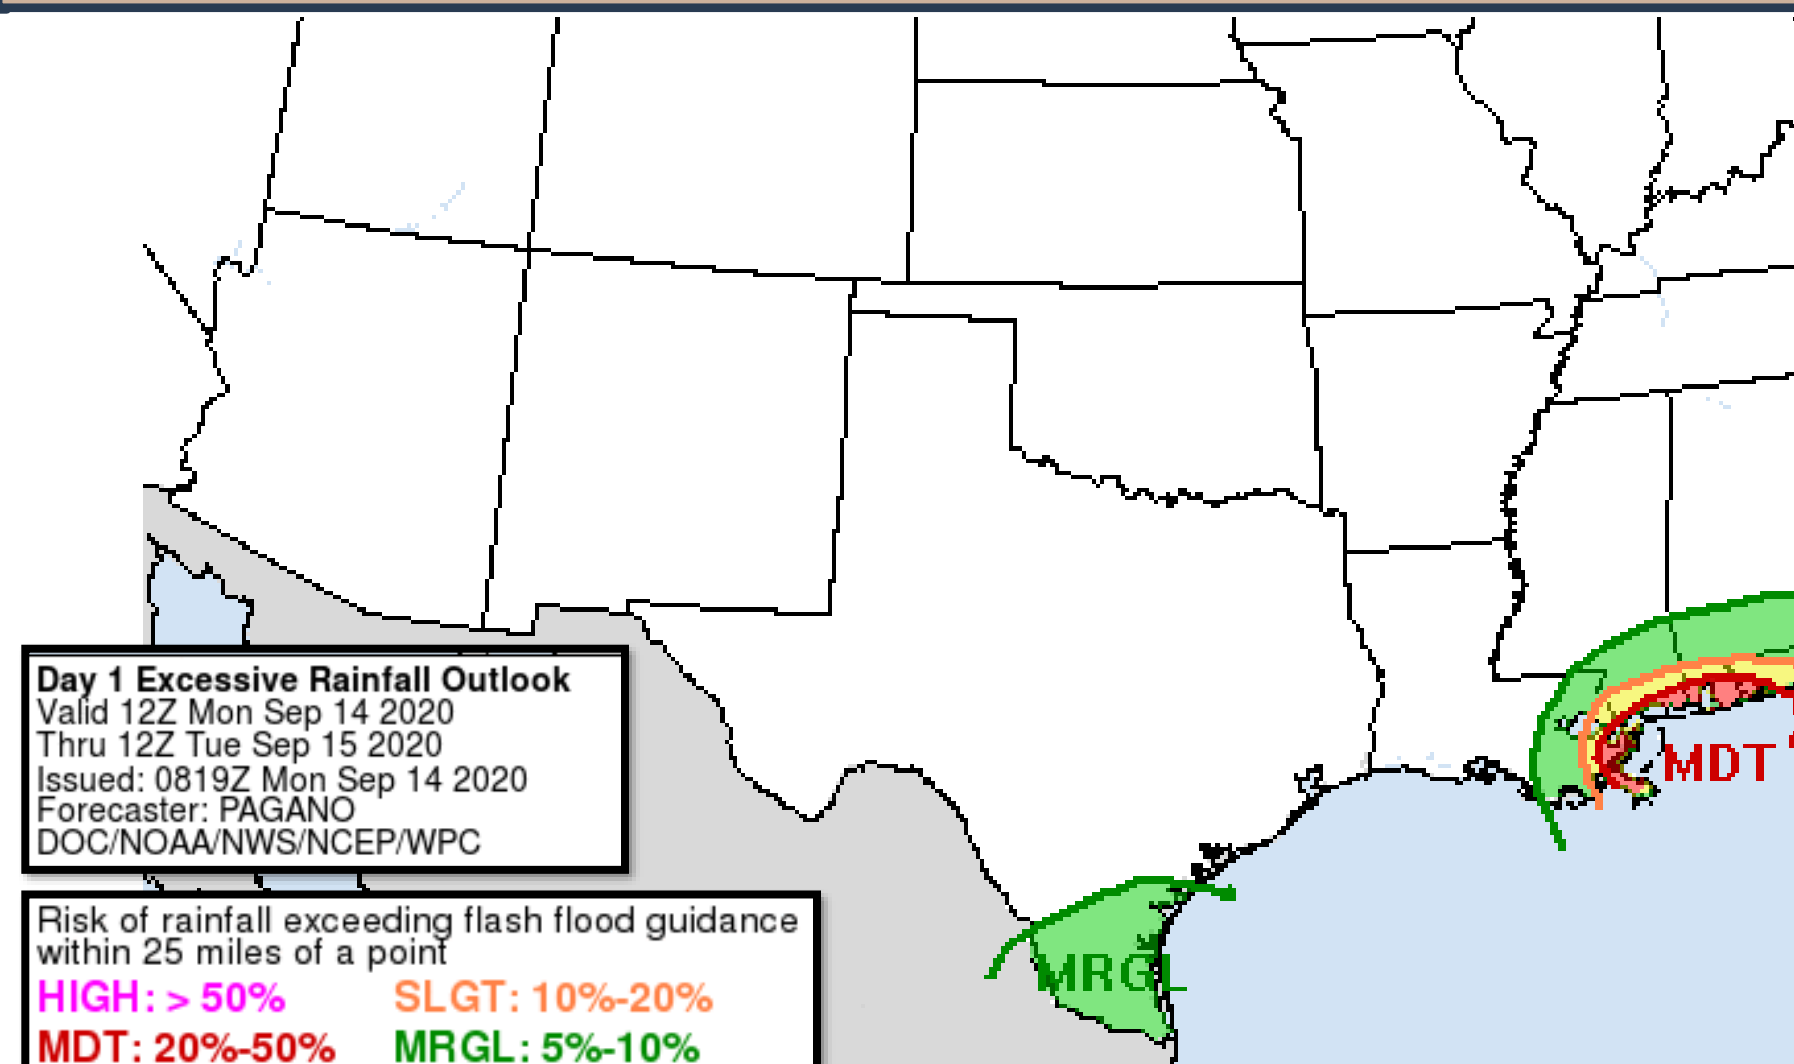 MDT
Day 1 Excessive Rainfall Outlook
Valid 12Z Mon Sep 14 2020
Thru 12Z Tue Sep 15 2020
Issued: 0819Z Mon Sep 14 2020
Forecaster: PAGANO
DOC/NOAA/NWS/NCEP/WPC
MRGL
Risk of rainfall exceeding flash flood guidance
within 25 miles of a point
HIGH: > 50% SLGT: 10%-20%
MDT: 20%-50% MRGL: 5%-10%